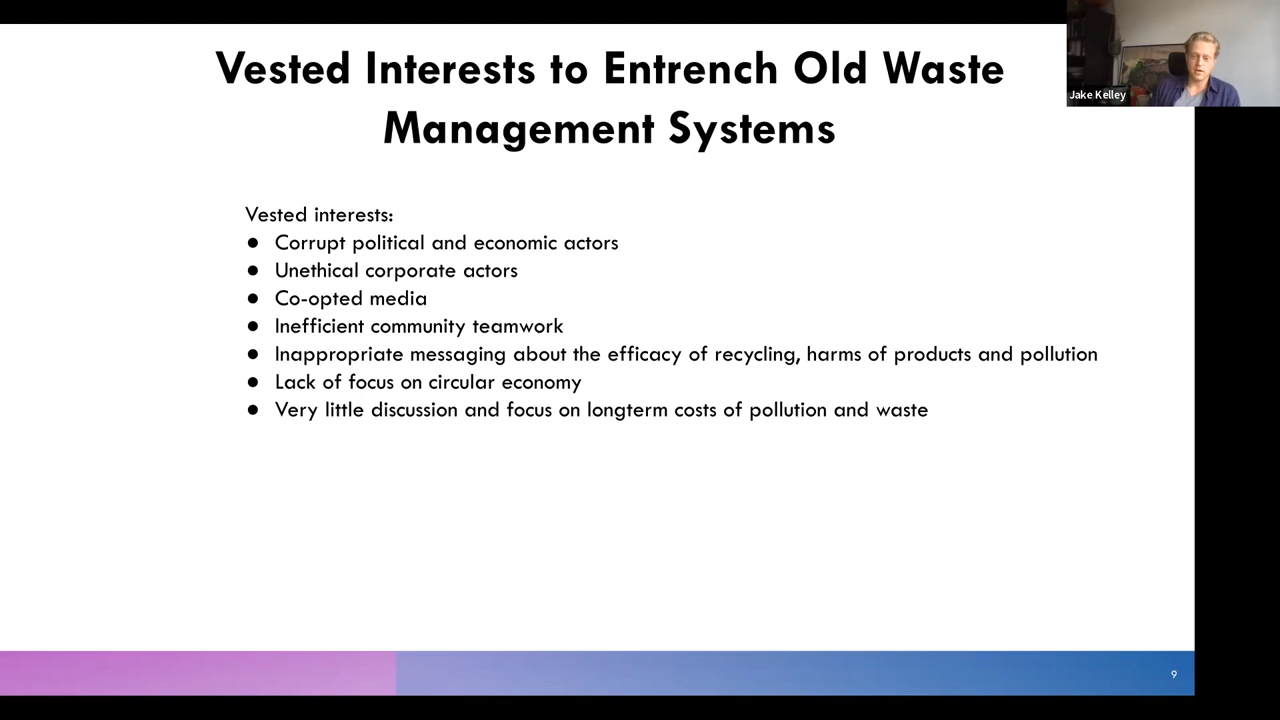 Vested Interests to Entrench Old Waste
Management Systems
Jake Kelley
Vested interests:
● Corrupt political and economic actors
● Unethical corporate actors
● Co-opted media
● Inefficient community teamwork
● Inappropriate messaging about the efficacy of recycling, harms of products and pollution
● Lack of focus on circular economy
● Very little discussion and focus on longterm costs of pollution and waste
9